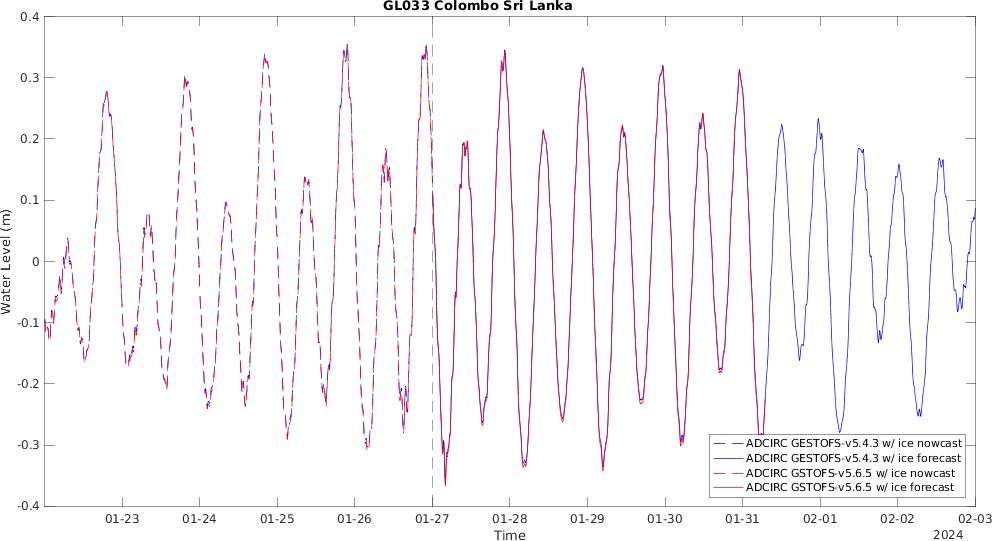 GL033 Colombo Sri Lanka
0.4
0.3
0.2
0.1
0
-0.1
-0.2
-0.3
-0.4
Water Level (m)
ADCIRC GESTOFS-v5.4.3 w/ ice nowcast
ADCIRC GESTOFS-v5.4.3 w/ ice forecast
ADCIRC GSTOFS-v5.6.5 w/ ice nowcast
ADCIRC GSTOFS-v5.6.5 w/ ice forecast
01-23 01-24 01-25 01-26 01-27 01-28 01-29 01-30 01-31 02-01 02-02 02-03
Time
2024